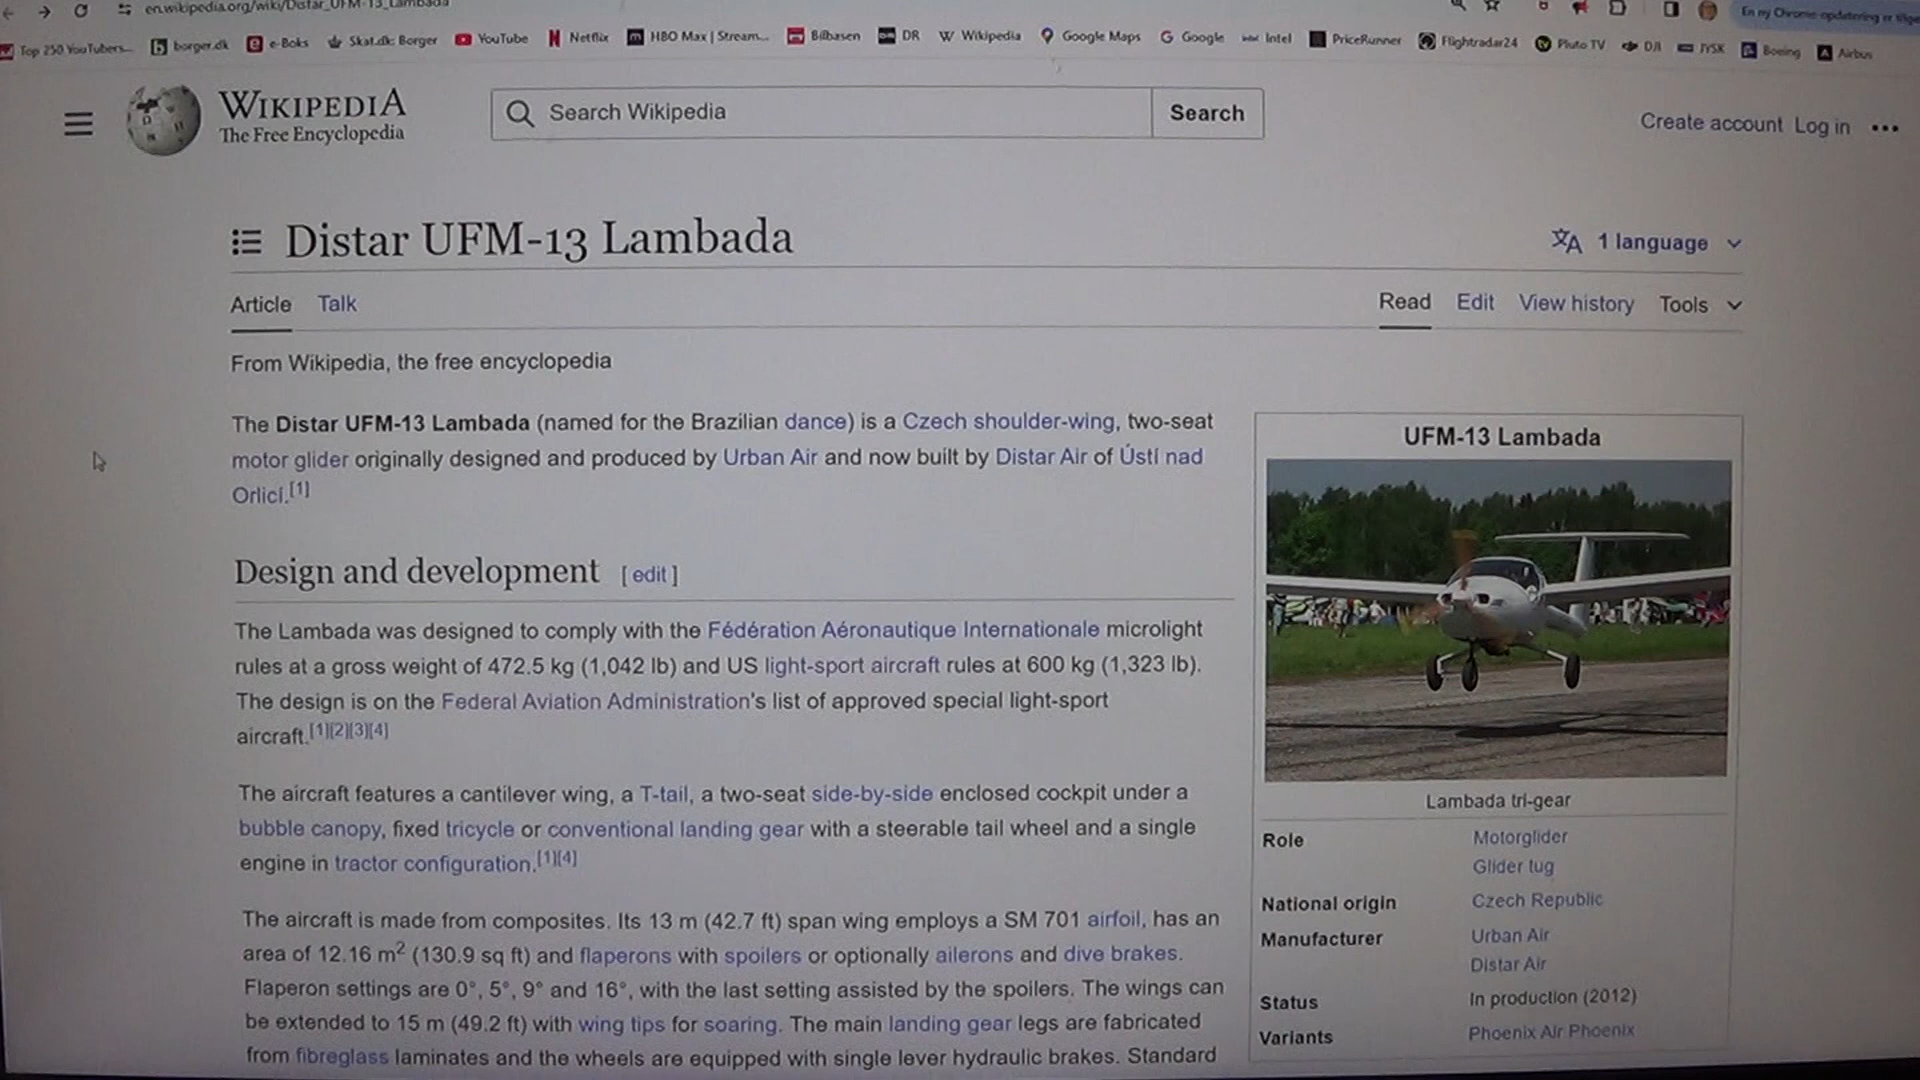 en.wikipedia.org/wiki/Distar_UFM-13_Lambada
En ny Chrome-opdatering er
Top 250 YouTubers... borger.dk e-Boks Skat.dk: Borger YouTube Netflix HBO Max | Stream... Bilbasen DR Wikipedia Google Maps Google Intel PriceRunner Flightradar24 Pluto TV DJI JYSK Boeing Airbus
WIKIPEDIA
The Free Encyclopedia
Search Wikipedia
Search
Create account Log in
Distar UFM-13 Lambada
1 language
Article Talk
Read Edit View history Tools
From Wikipedia, the free encyclopedia
The Distar UFM-13 Lambada (named for the Brazilian dance) is a Czech shoulder-wing, two-seat
motor glider originally designed and produced by Urban Air and now built by Distar Air of Ústí nad
Orlicí.[1]
Design and development [ edit ]
The Lambada was designed to comply with the Fédération Aéronautique Internationale microlight
rules at a gross weight of 472.5 kg (1,042 lb) and US light-sport aircraft rules at 600 kg (1,323 lb).
The design is on the Federal Aviation Administration's list of approved special light-sport
aircraft.[1][2][3][4]
The aircraft features a cantilever wing, a T-tail, a two-seat side-by-side enclosed cockpit under a
bubble canopy, fixed tricycle or conventional landing gear with a steerable tail wheel and a single
engine in tractor configuration.[1][4]
The aircraft is made from composites. Its 13 m (42.7 ft) span wing employs a SM 701 airfoil, has an
area of 12.16 m² (130.9 sq ft) and flaperons with spoilers or optionally ailerons and dive brakes.
Flaperon settings are 0°, 5°, 9° and 16°, with the last setting assisted by the spoilers. The wings can
be extended to 15 m (49.2 ft) with wing tips for soaring. The main landing gear legs are fabricated
from fibreglass laminates and the wheels are equipped with single lever hydraulic brakes. Standard
UFM-13 Lambada
Lambada tri-gear
Role Motorglider
Glider tug
National origin Czech Republic
Manufacturer Urban Air
Distar Air
Status In production (2012)
Variants Phoenix Air Phoenix